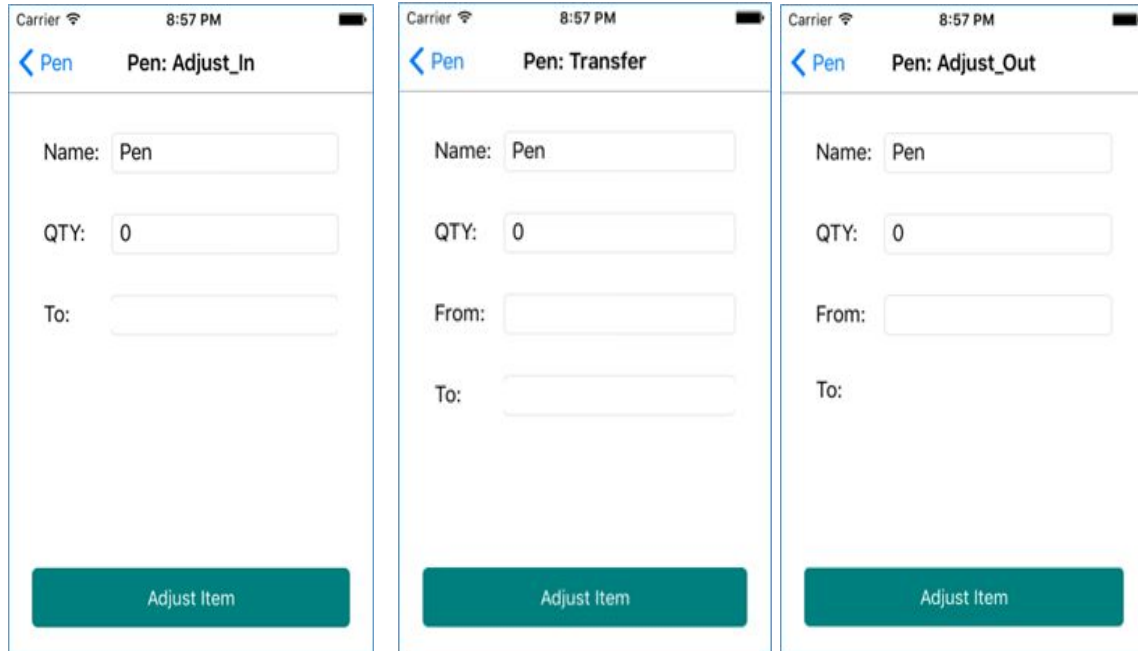 Carrier 8:57 PM
Pen Pen: Adjust_In
Name: Pen
QTY: 0
To:
Adjust Item
Carrier 8:57 PM
Pen Pen: Transfer
Name: Pen
QTY: 0
From:
To:
Adjust Item
Carrier 8:57 PM
Pen Pen: Adjust_Out
Name: Pen
QTY: 0
From:
To:
Adjust Item